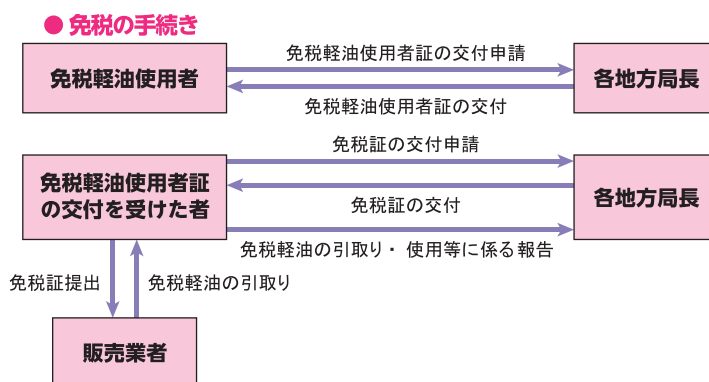 ● 免税の手続き
免税軽油使用者
免税軽油使用者証の交付申請
各地方局長
免税軽油使用者証の交付
免税証の交付申請
免税軽油使用者証
の交付を受けた者
各地方局長
免税証の交付
免税軽油の引取り・使用等に係る報告
免税証提出
免税軽油の引取り
販売業者